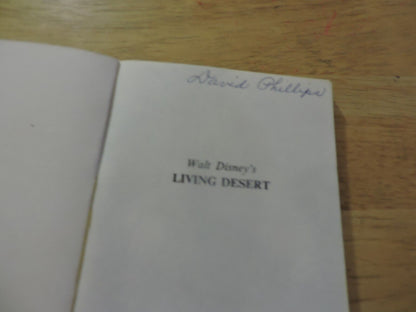 David Phillips
Walt Disney's
LIVING DESERT